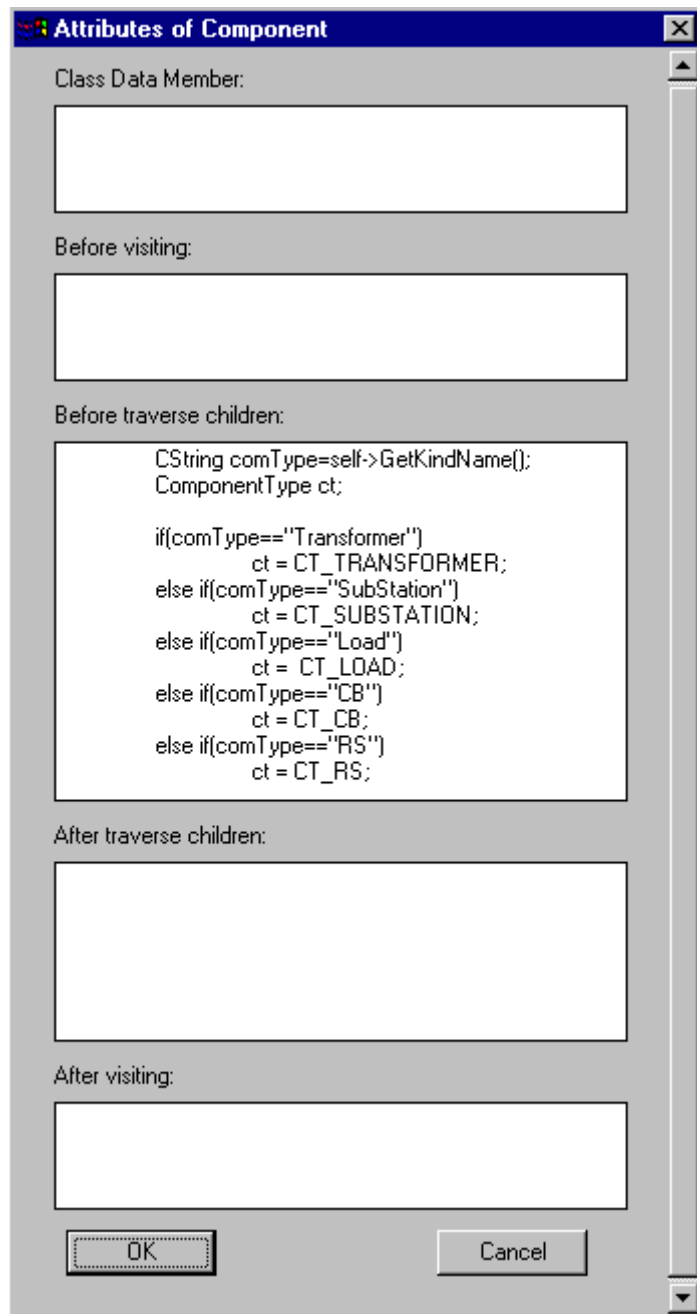 Attributes of Component
Class Data Member:
Before visiting:
Before traverse children:
CString comType=self->GetKindName();
ComponentType ct;
if(comType=="Transformer")
ct = CT_TRANSFORMER;
else if(comType=="SubStation")
ct = CT_SUBSTATION;
else if(comType=="Load")
ct =  CT_LOAD;
else if(comType=="CB")
ct = CT_CB;
else if(comType=="RS")
ct = CT_RS;
After traverse children:
After visiting:
OK
Cancel